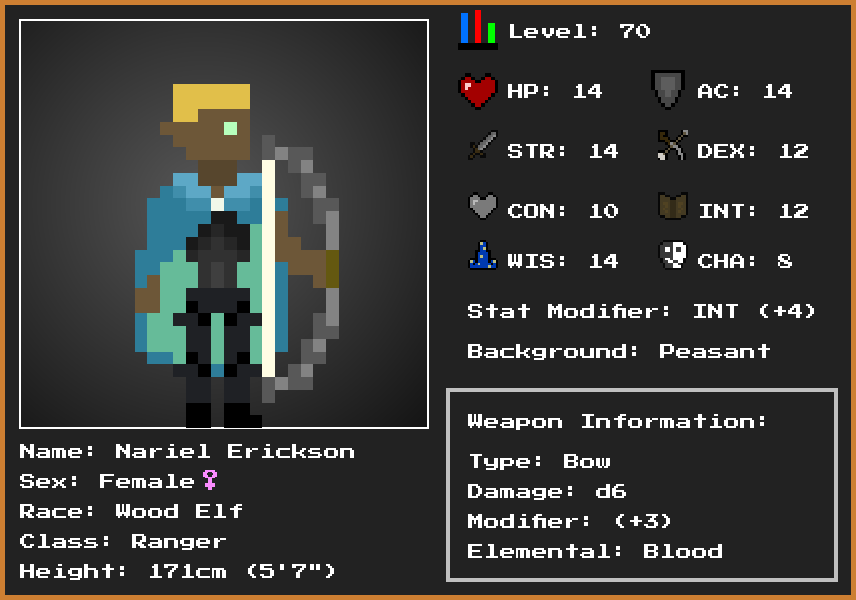 Level: 70
HP: 14
AC: 14
STR: 14
DEX: 12
CON: 10
INT: 12
WIS: 14
CHA: 8
Stat Modifier: INT (+4)
Background: Peasant
Name: Nariel Erickson
Sex: Female♀
Race: Wood Elf
Class: Ranger
Height: 171cm (5'7")
Weapon Information:
Type: Bow
Damage: d6
Modifier: (+3)
Elemental: Blood